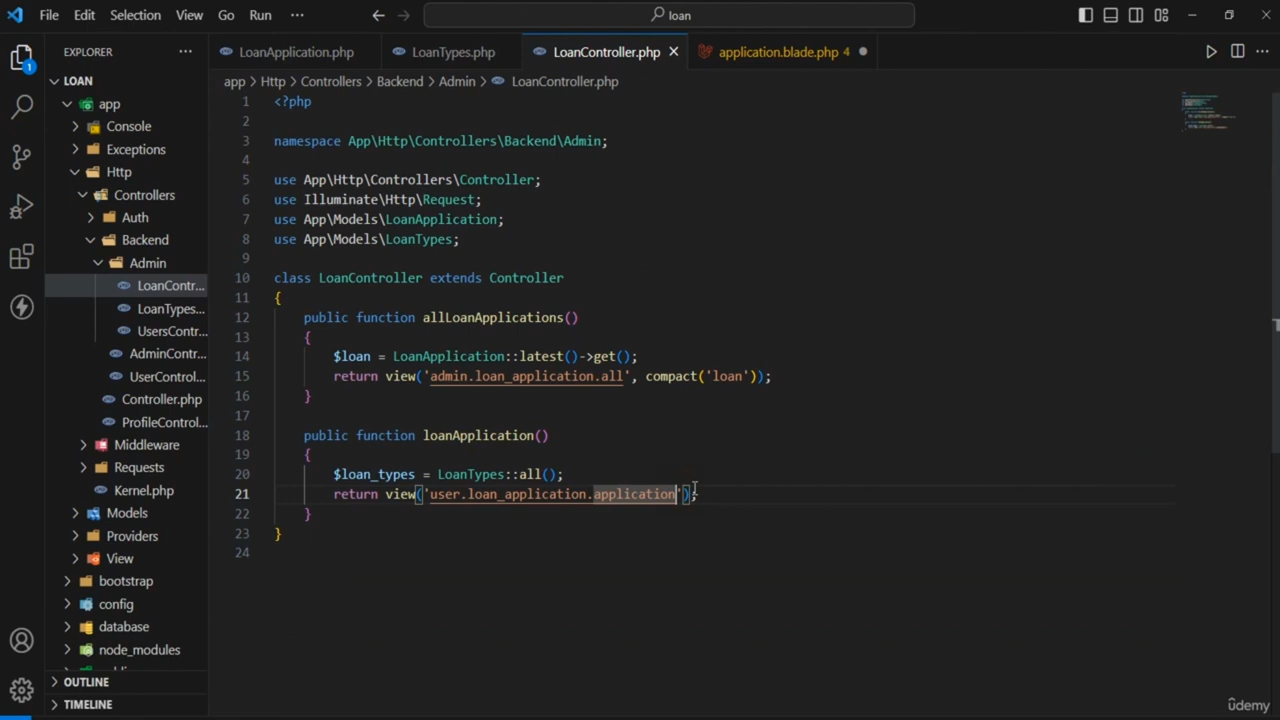 File Edit Selection View Go Run ··· loan
EXPLORER ··· LoanApplication.php LoanTypes.php LoanController.php application.blade.php 4
LOAN app > Http > Controllers > Backend > Admin > LoanController.php
app
Console
Exceptions
Http
Controllers
Auth
Backend
Admin
LoanContr...
LoanTypes...
UsersContr...
AdminContr...
UserControl...
Controller.php
ProfileControl...
Middleware
Requests
Kernel.php
Models
Providers
View
bootstrap
config
database
node_modules
OUTLINE
TIMELINE
1 <?php
2
3 namespace App\Http\Controllers\Backend\Admin;
4
5 use App\Http\Controllers\Controller;
6 use Illuminate\Http\Request;
7 use App\Models\LoanApplication;
8 use App\Models\LoanTypes;
9
10 class LoanController extends Controller
11 {
12 public function allLoanApplications()
13 {
14 $loan = LoanApplication::latest()->get();
15 return view('admin.loan_application.all', compact('loan'));
16 }
17
18 public function loanApplication()
19 {
20 $loan_types = LoanTypes::all();
21 return view('user.loan_application.application');
22 }
23 }
24
1
ûdemy